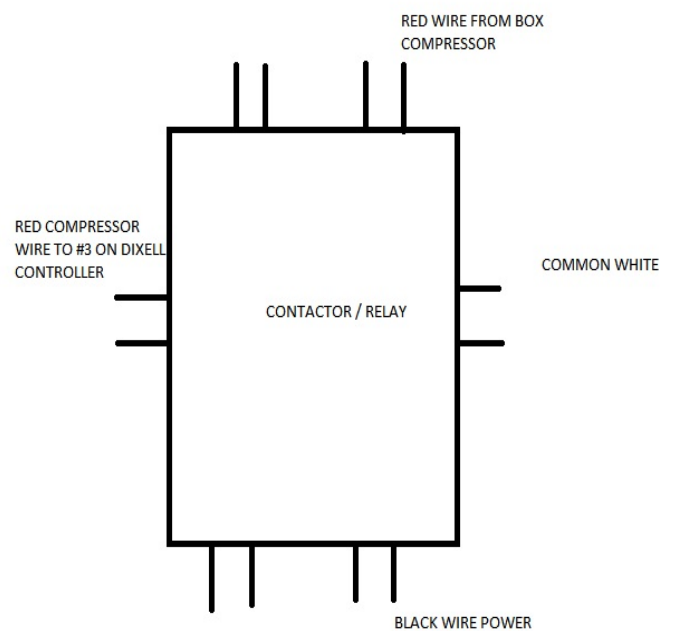 RED WIRE FROM BOX
COMPRESSOR
RED COMPRESSOR
WIRE TO #3 ON DIXELL
CONTROLLER
COMMON WHITE
CONTACTOR / RELAY
BLACK WIRE POWER